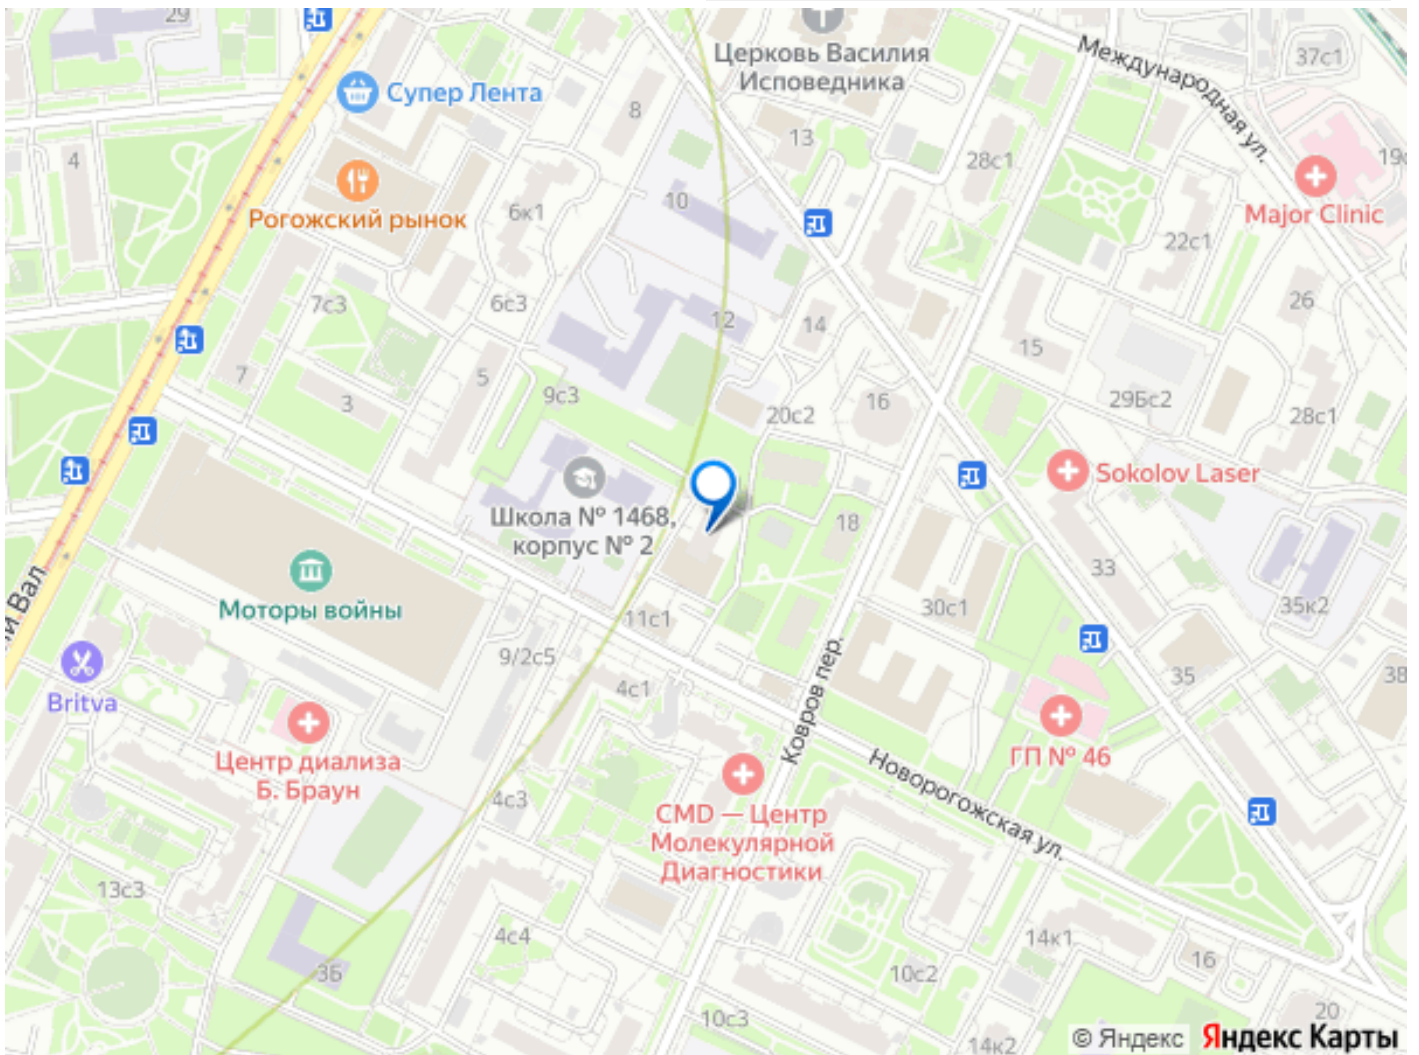 29
37с1
Церковь Василия
Исповедника
Международная ул.
Супер Лента
8
13
4
28с1
Major Clinic
10
Рогожский рынок
6к1
22с1
7с3
6с3
26
12
14
15
7
5
3
9с3
20с2
16
29Бс2
28с1
Sokolov Laser
Школа № 1468,
корпус № 2
18
33
Моторы войны
й Вал
11с1
30с1
35к2
9/2с5
Ковров пер.
35
38
Britva
4с1
ГП № 46
Центр диализа
Б. Браун
Новорогожская ул.
4с3
CMD — Центр
Молекулярной
Диагностики
13с3
4с4
14к1
36
10с2
16
10с3
20
14к2
© Яндекс Яндекс Карты